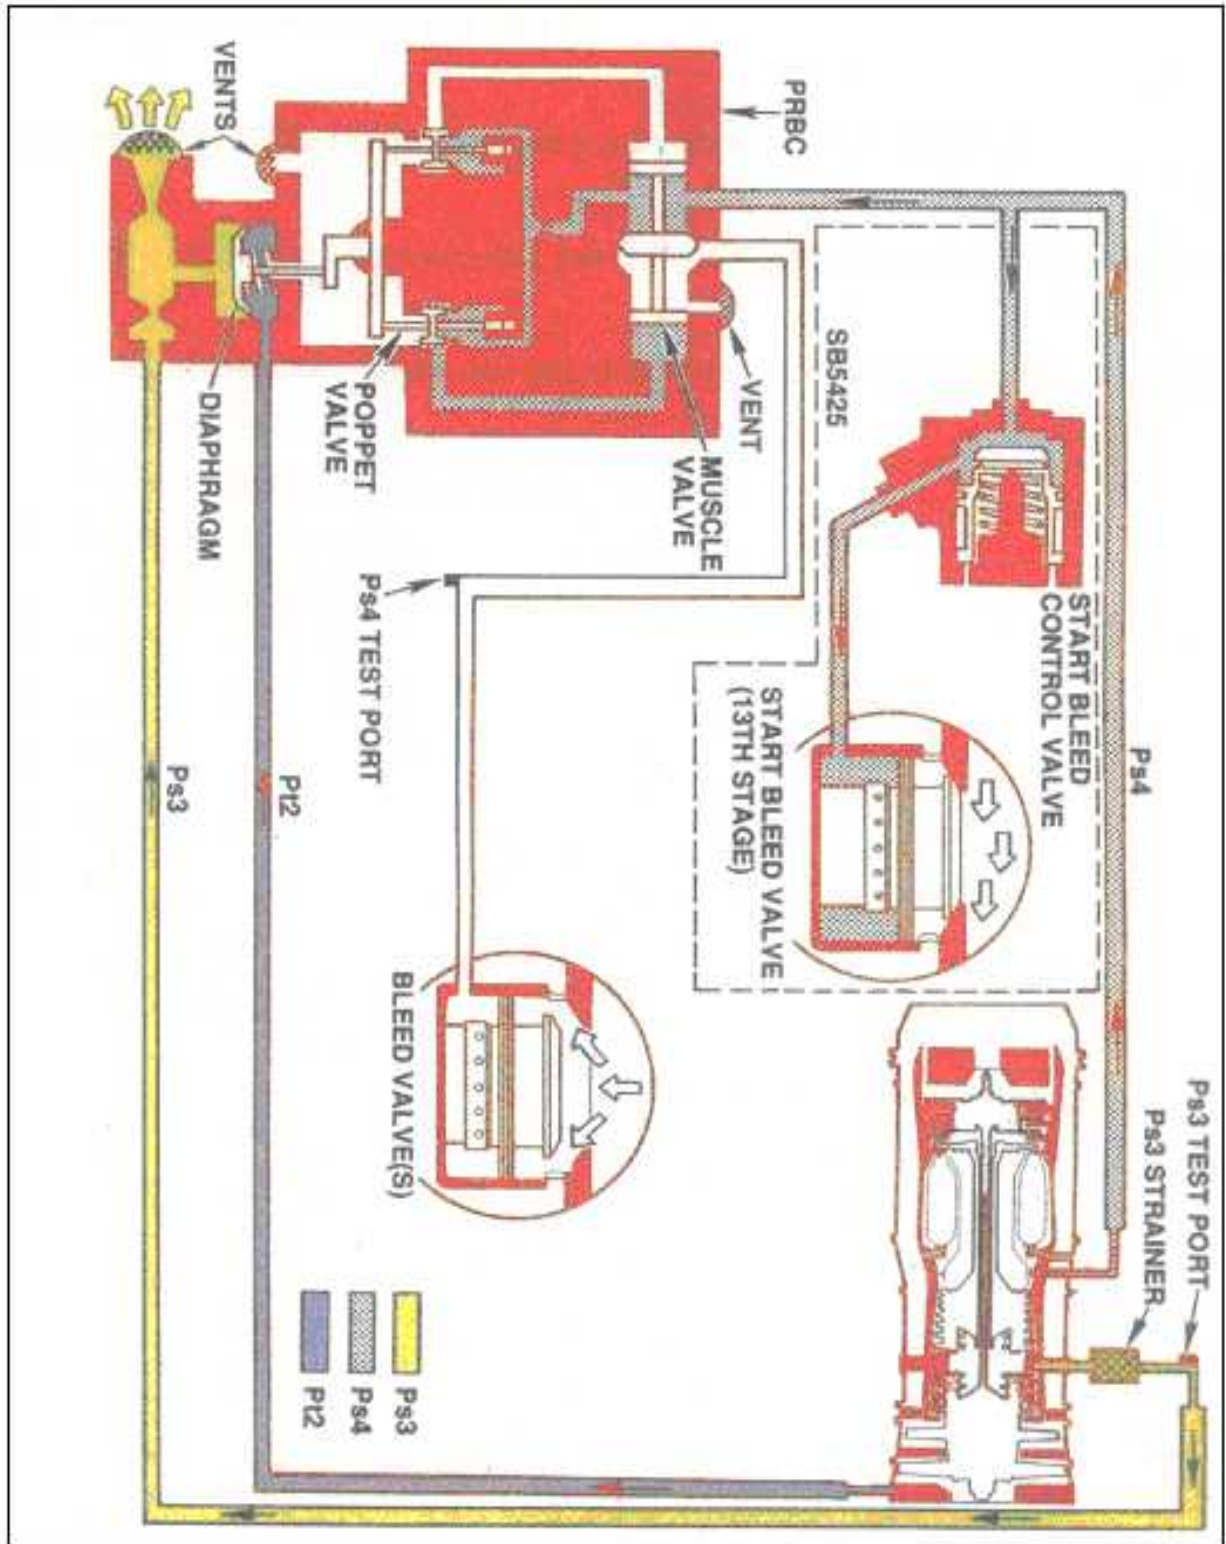 VENTS
PRBC
VENT
MUSCLE
VALVE
POPPET
VALVE
DIAPHRAGM
SB5425
START BLEED
CONTROL VALVE
START BLEED VALVE
(13TH STAGE)
Ps4
Ps4 TEST PORT
Pt2
Ps3
BLEED VALVE(S)
Ps3 TEST PORT
Ps3 STRAINER
Ps3
Ps4
Pt2